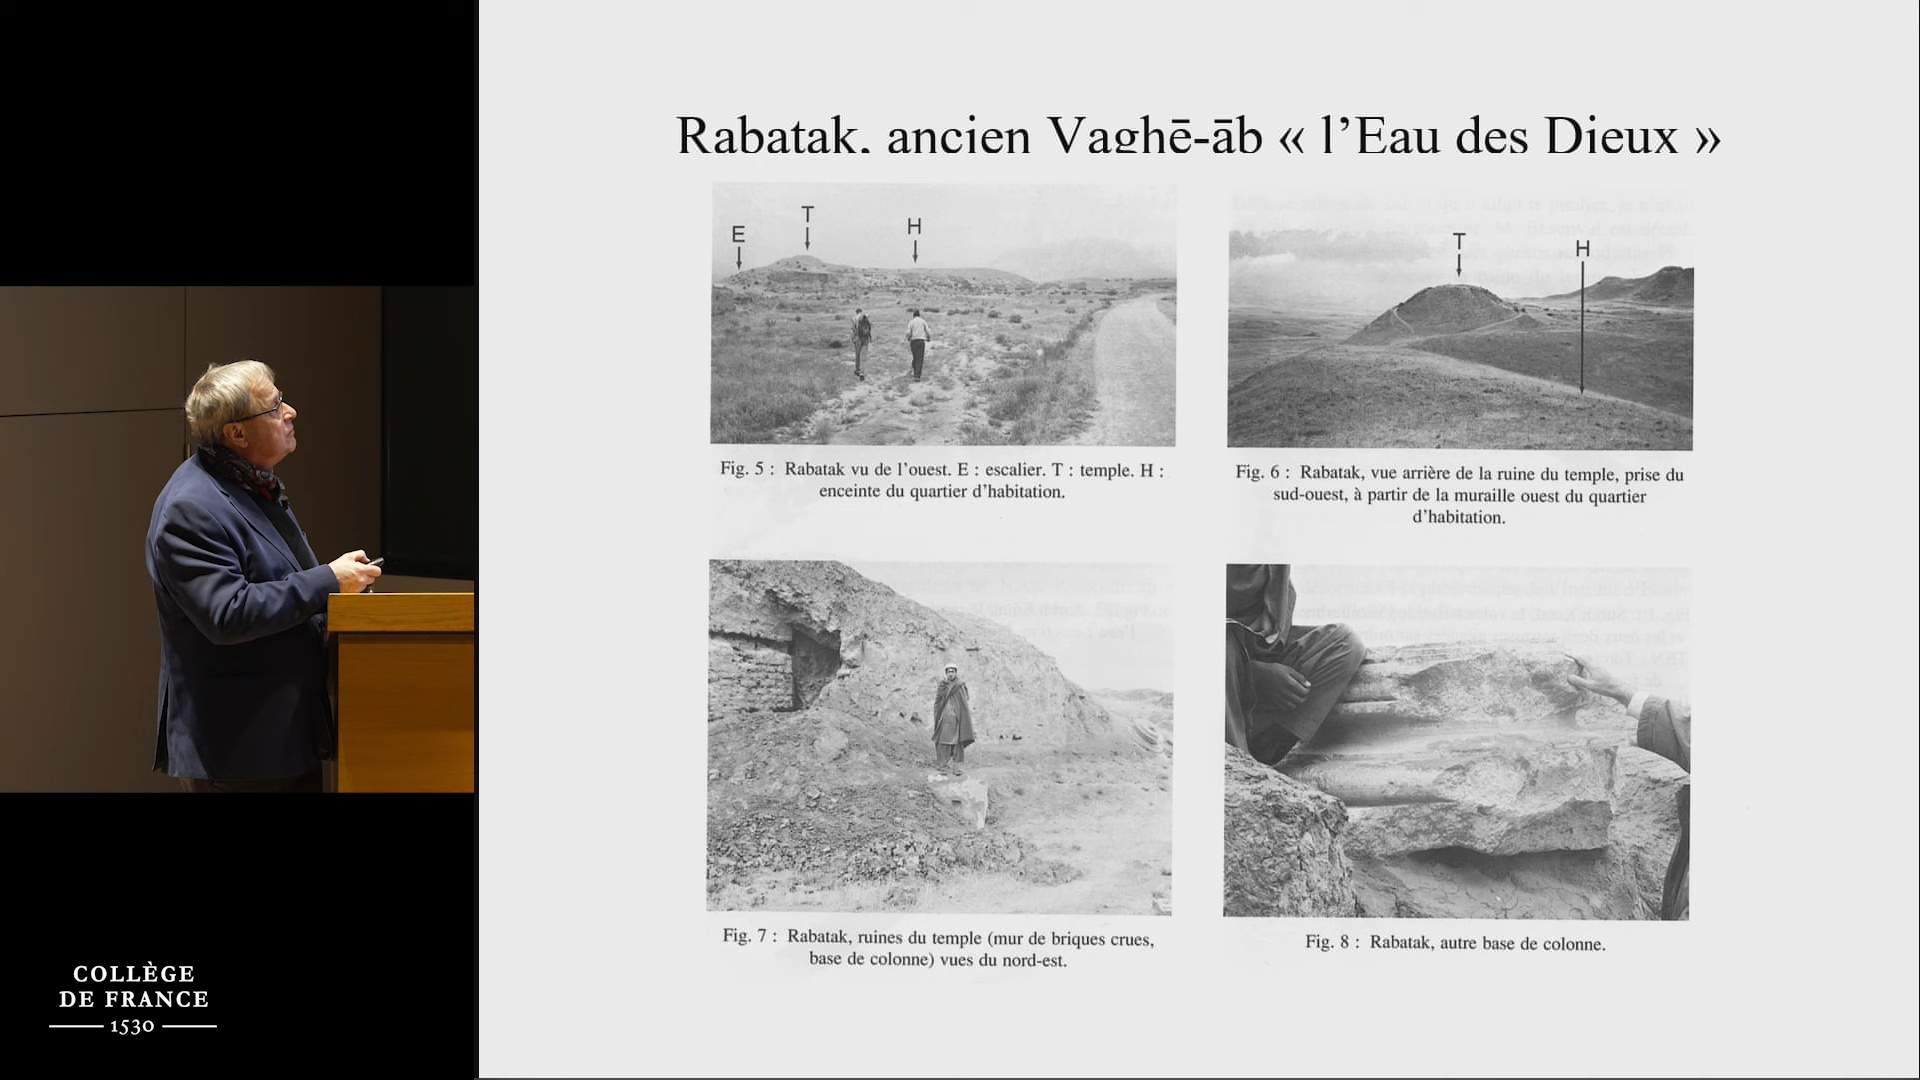 Rabatak, ancien Vaghē-āb « l’Eau des Dieux »
E
T
H
Fig. 5 : Rabatak vu de l’ouest. E : escalier. T : temple. H :
enceinte du quartier d’habitation.
T
H
Fig. 6 : Rabatak, vue arrière de la ruine du temple, prise du
sud-ouest, à partir de la muraille ouest du quartier
d’habitation.
Fig. 7 : Rabatak, ruines du temple (mur de briques crues,
base de colonne) vues du nord-est.
Fig. 8 : Rabatak, autre base de colonne.
COLLÈGE
DE FRANCE
1530